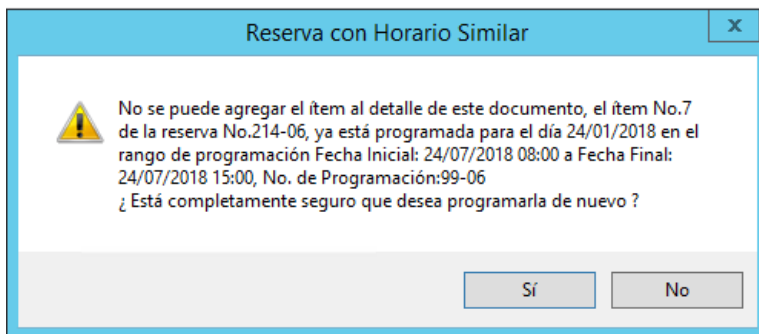 Reserva con Horario Similar
x
No se puede agregar el ítem al detalle de este documento, el ítem No.7
de la reserva No.214-06, ya está programada para el día 24/01/2018 en el
rango de programación Fecha Inicial: 24/07/2018 08:00 a Fecha Final:
24/07/2018 15:00, No. de Programación:99-06
¿ Está completamente seguro que desea programarla de nuevo ?
Sí
No